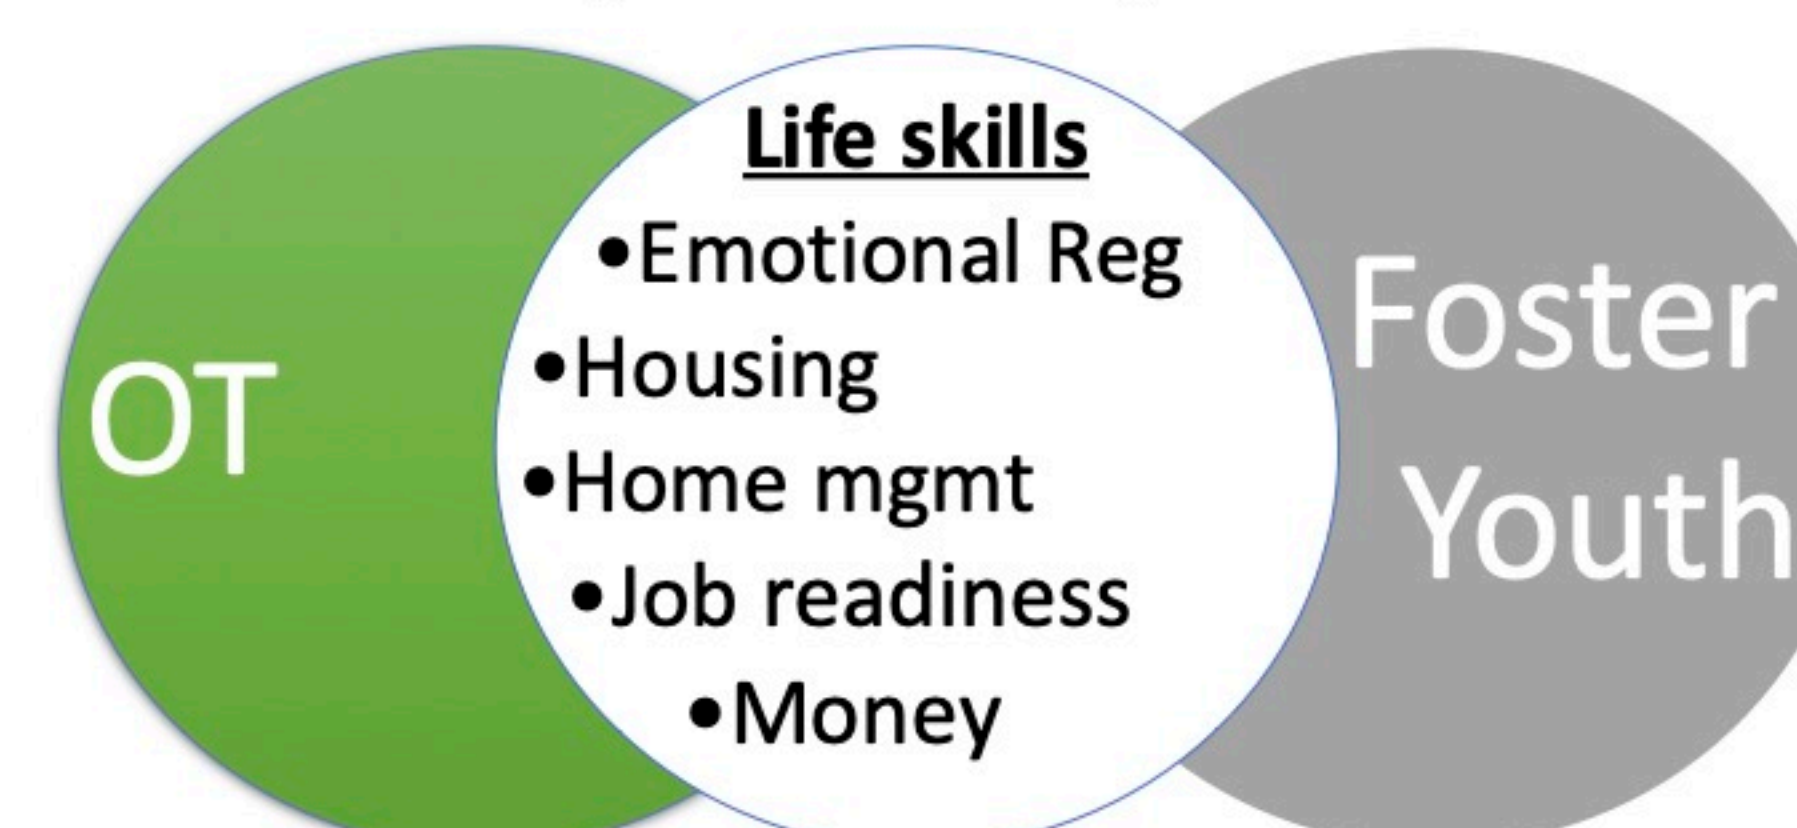 Life skills
•Emotional Reg
•Housing
•Home mgmt
•Job readiness
•Money
OT
Foster
Youth